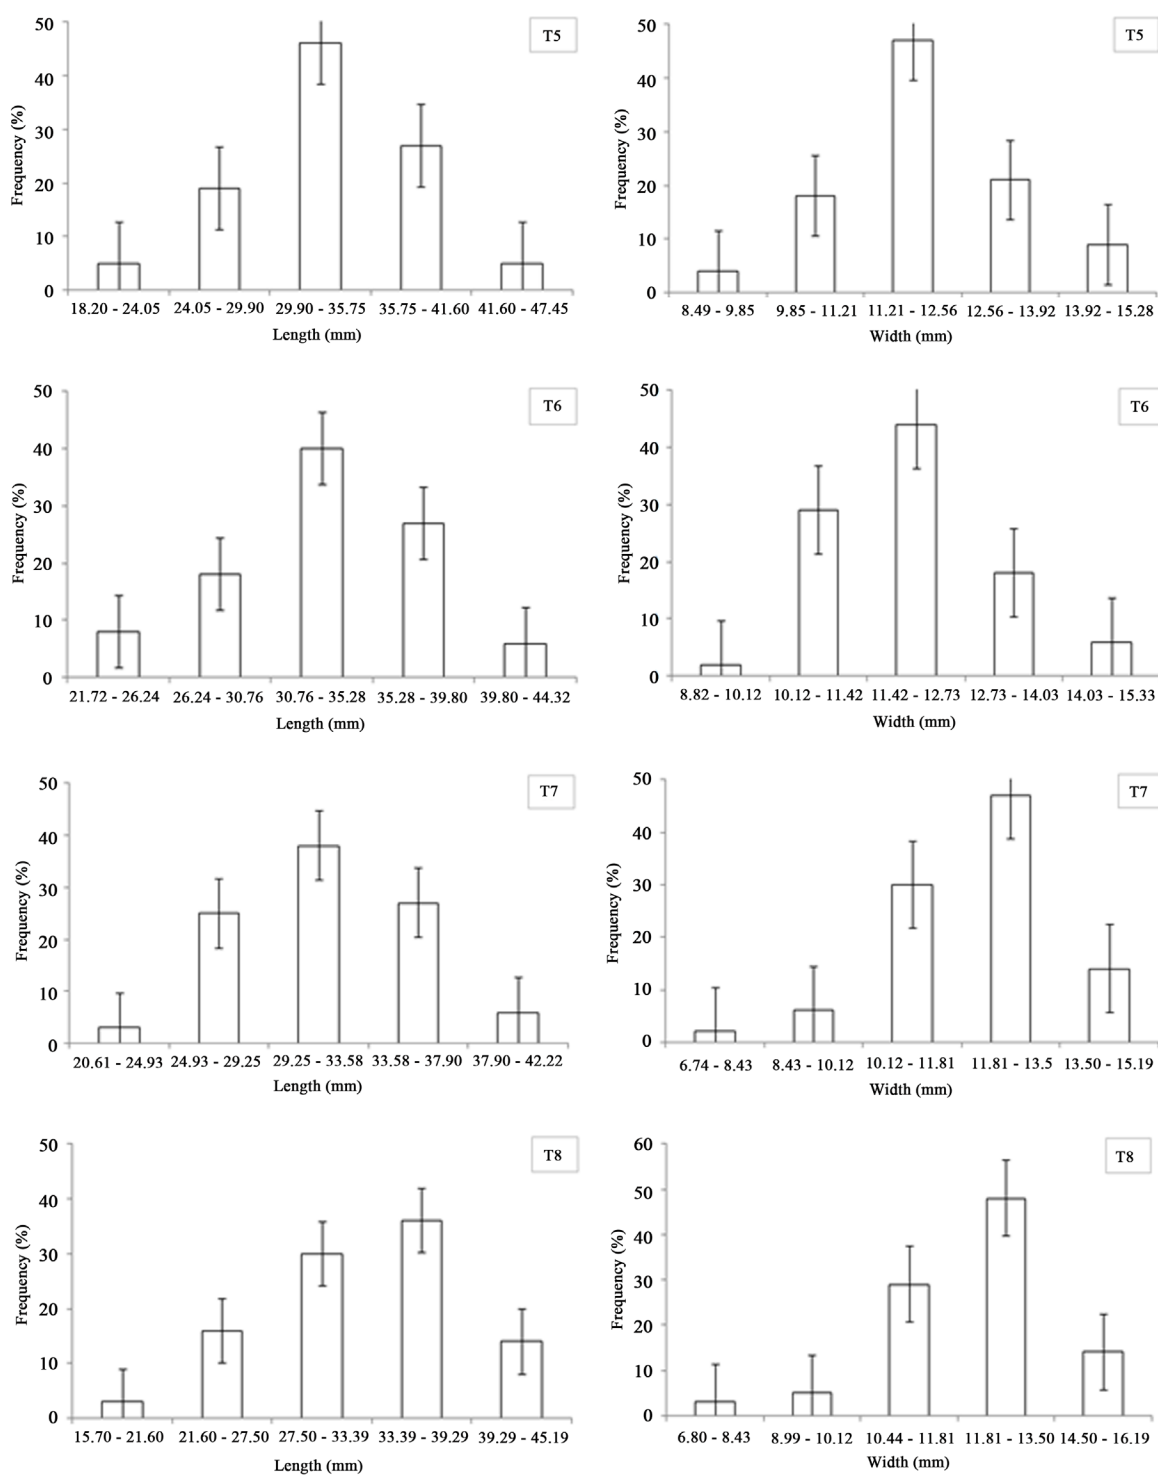 T5
Frequency (%)
50
40
30
20
10
0
18.20 - 24.05 24.05 - 29.90 29.90 - 35.75 35.75 - 41.60 41.60 - 47.45
Length (mm)
T5
Frequency (%)
50
40
30
20
10
0
8.49 - 9.85 9.85 - 11.21 11.21 - 12.56 12.56 - 13.92 13.92 - 15.28
Width (mm)
T6
Frequency (%)
50
40
30
20
10
0
21.72 - 26.24 26.24 - 30.76 30.76 - 35.28 35.28 - 39.80 39.80 - 44.32
Length (mm)
T6
Frequency (%)
50
40
30
20
10
0
8.82 - 10.12 10.12 - 11.42 11.42 - 12.73 12.73 - 14.03 14.03 - 15.33
Width (mm)
T7
Frequency (%)
50
40
30
20
10
0
20.61 - 24.93 24.93 - 29.25 29.25 - 33.58 33.58 - 37.90 37.90 - 42.22
Length (mm)
T7
Frequency (%)
50
40
30
20
10
0
6.74 - 8.43 8.43 - 10.12 10.12 - 11.81 11.81 - 13.5 13.50 - 15.19
Width (mm)
T8
Frequency (%)
50
40
30
20
10
0
15.70 - 21.60 21.60 - 27.50 27.50 - 33.39 33.39 - 39.29 39.29 - 45.19
Length (mm)
T8
Frequency (%)
60
50
40
30
20
10
0
6.80 - 8.43 8.99 - 10.12 10.44 - 11.81 11.81 - 13.50 14.50 - 16.19
Width (mm)